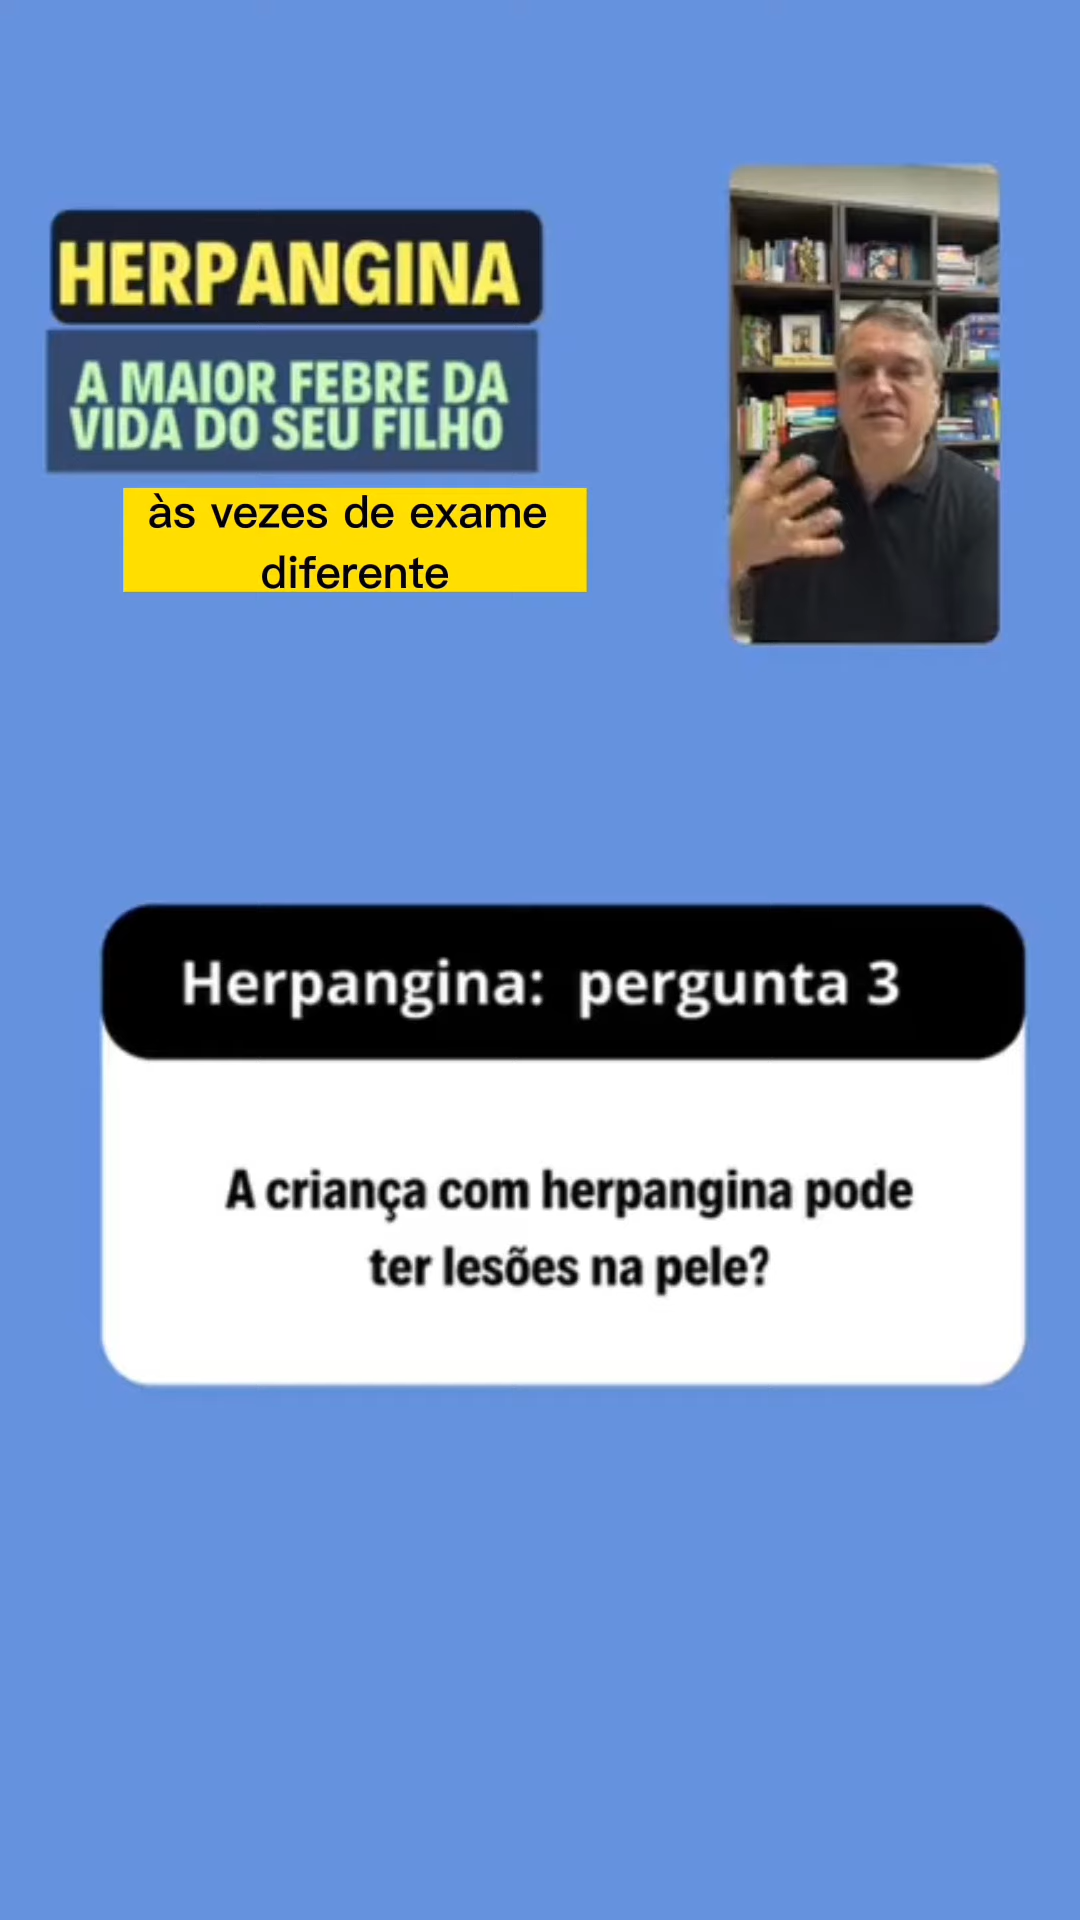 HERPANGINA
A MAIOR FEBRE DA
VIDA DO SEU FILHO
às vezes de exame
diferente
Herpangina: pergunta 3
A criança com herpangina pode
ter lesões na pele?